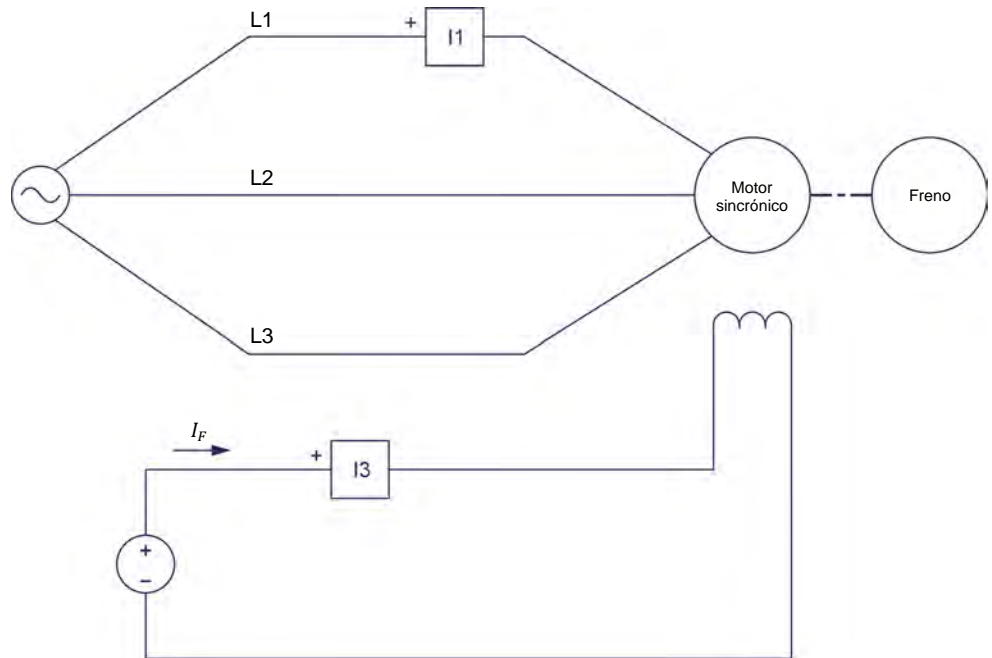 L1
+
I1
L2
Motor
sincrónico
Freno
L3
I_F
+
I3
+
−